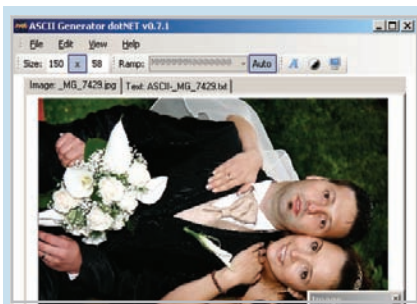 ASCII Generator dotNET v0.7.1
File Edit View Help
Size: 150 x 58 Ramp: Auto A
Image: _MG_7429.jpg Text: ASCII-_MG_7429.txt
Image